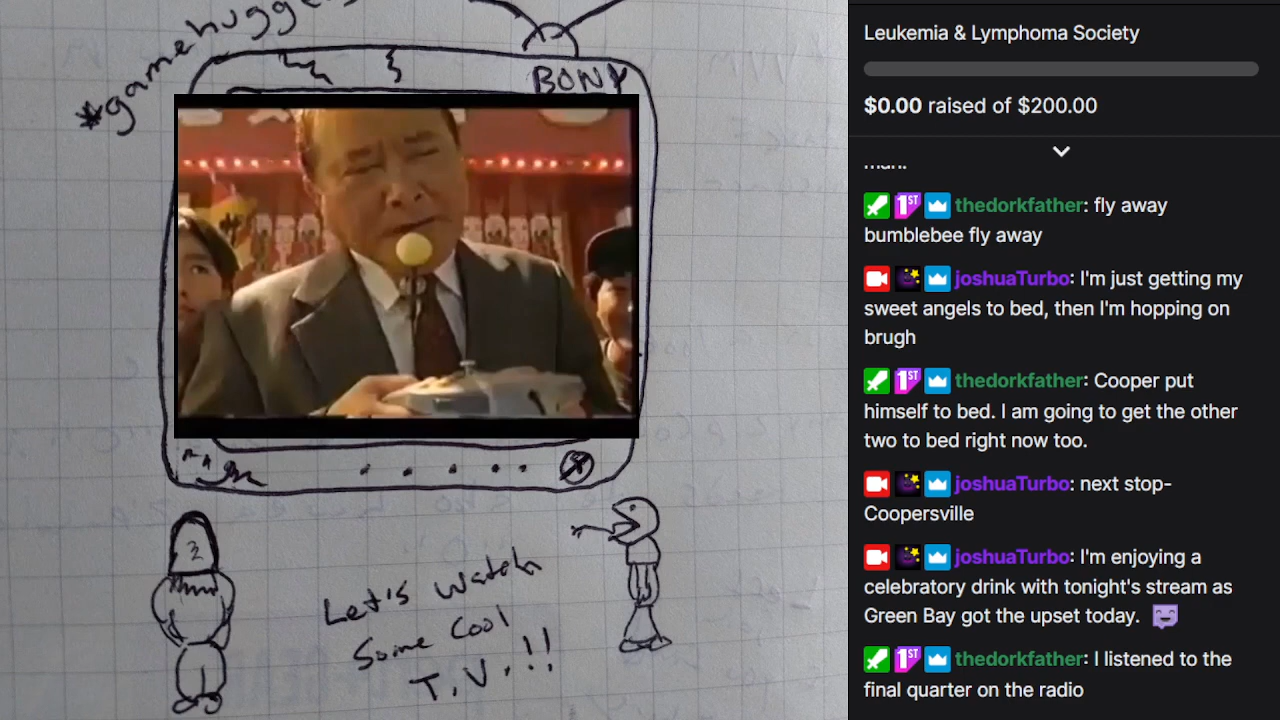 *gamehugger
BONY
2
Let's Watch
Some Cool
T.V.!!
Leukemia & Lymphoma Society
$0.00 raised of $200.00
thedorkfather: fly away
bumblebee fly away
joshuaTurbo: I'm just getting my
sweet angels to bed, then I'm hopping on
brugh
thedorkfather: Cooper put
himself to bed. I am going to get the other
two to bed right now too.
joshuaTurbo: next stop-
Coopersville
joshuaTurbo: I'm enjoying a
celebratory drink with tonight's stream as
Green Bay got the upset today.
thedorkfather: I listened to the
final quarter on the radio